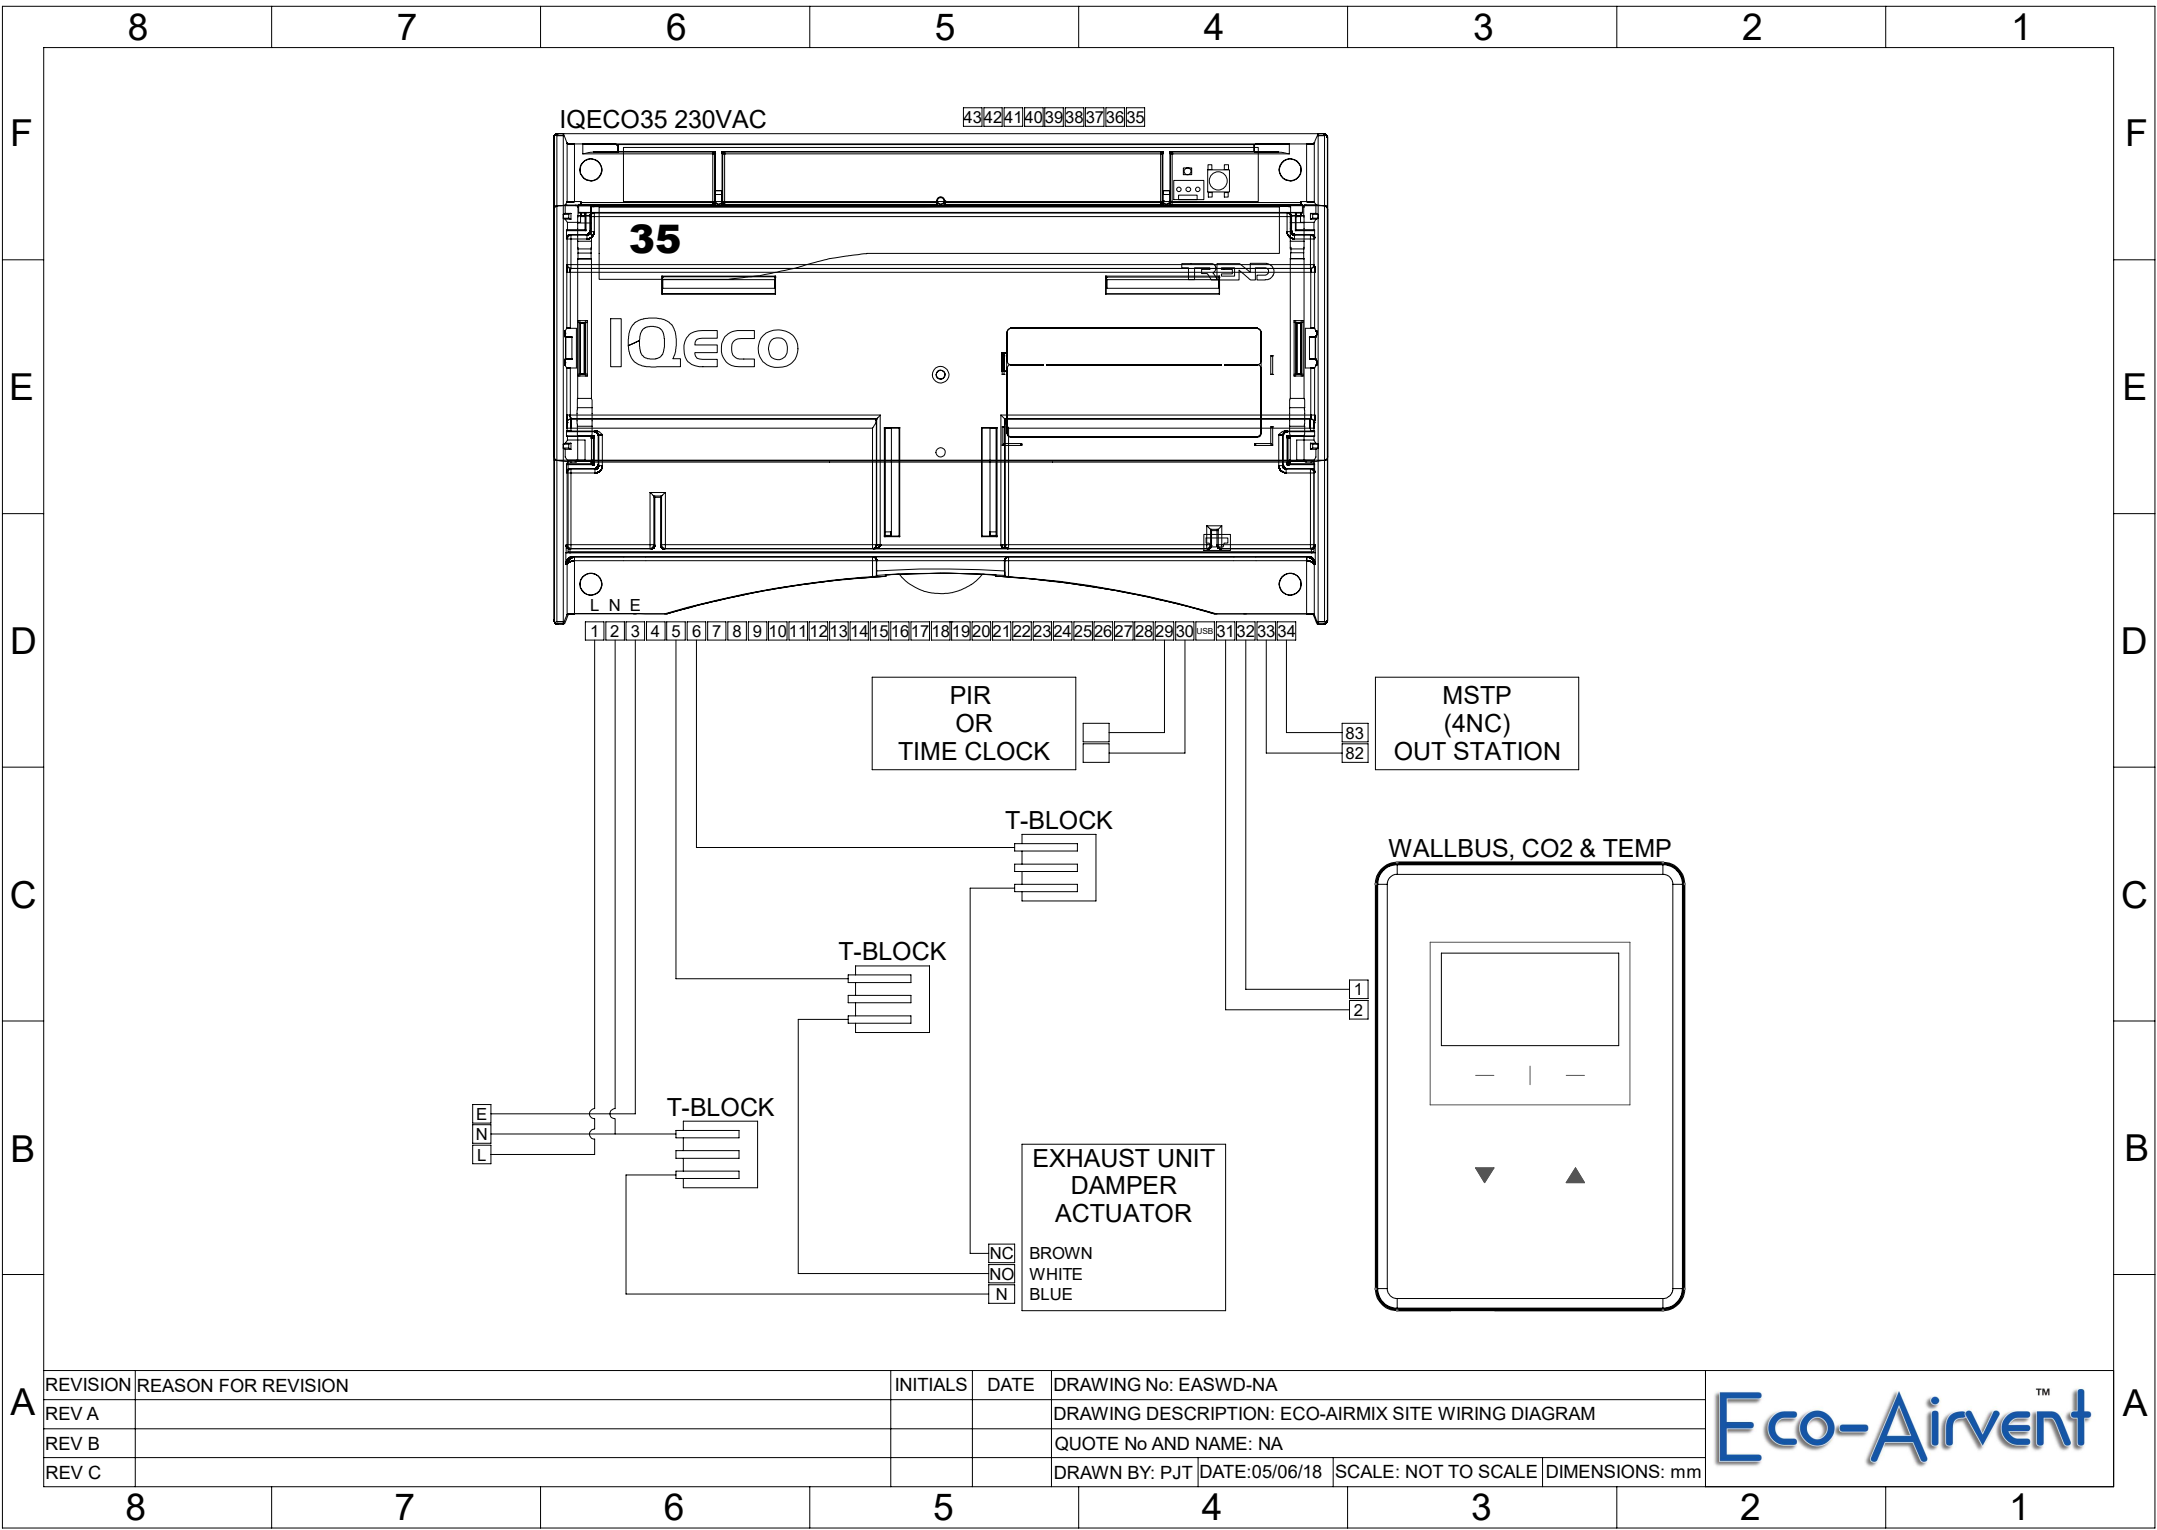 8 7 6 5 4 3 2 1
F
F
IQECO35 230VAC
43 42 41 40 39 38 37 36 35
35
TREND
IQECO
E
E
L N E
1 2 3 4 5 6 7 8 9 10 11 12 13 14 15 16 17 18 19 20 21 22 23 24 25 26 27 28 29 30 USB 31 32 33 34
D
D
PIR
OR
TIME CLOCK
MSTP
(4NC)
OUT STATION
83
82
T-BLOCK
WALLBUS, CO2 & TEMP
C
C
T-BLOCK
1
2
T-BLOCK
E
N
L
B
B
EXHAUST UNIT
DAMPER
ACTUATOR
NC BROWN
NO WHITE
N BLUE
A
A
REVISION REASON FOR REVISION INITIALS DATE
REV A
REV B
REV C
DRAWING No: EASWD-NA
DRAWING DESCRIPTION: ECO-AIRMIX SITE WIRING DIAGRAM
QUOTE No AND NAME: NA
DRAWN BY: PJT DATE:05/06/18 SCALE: NOT TO SCALE DIMENSIONS: mm
Eco-Airvent™
8 7 6 5 4 3 2 1